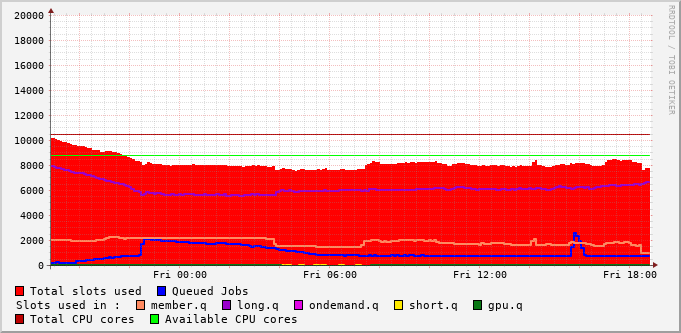 20000
18000
16000
14000
12000
10000
8000
6000
4000
2000
0
Fri 00:00 Fri 06:00 Fri 12:00 Fri 18:00
Total slots used Queued Jobs
Slots used in : member.q long.q ondemand.q short.q gpu.q
Total CPU cores Available CPU cores
RRDTOOL / TOBI OETIKER